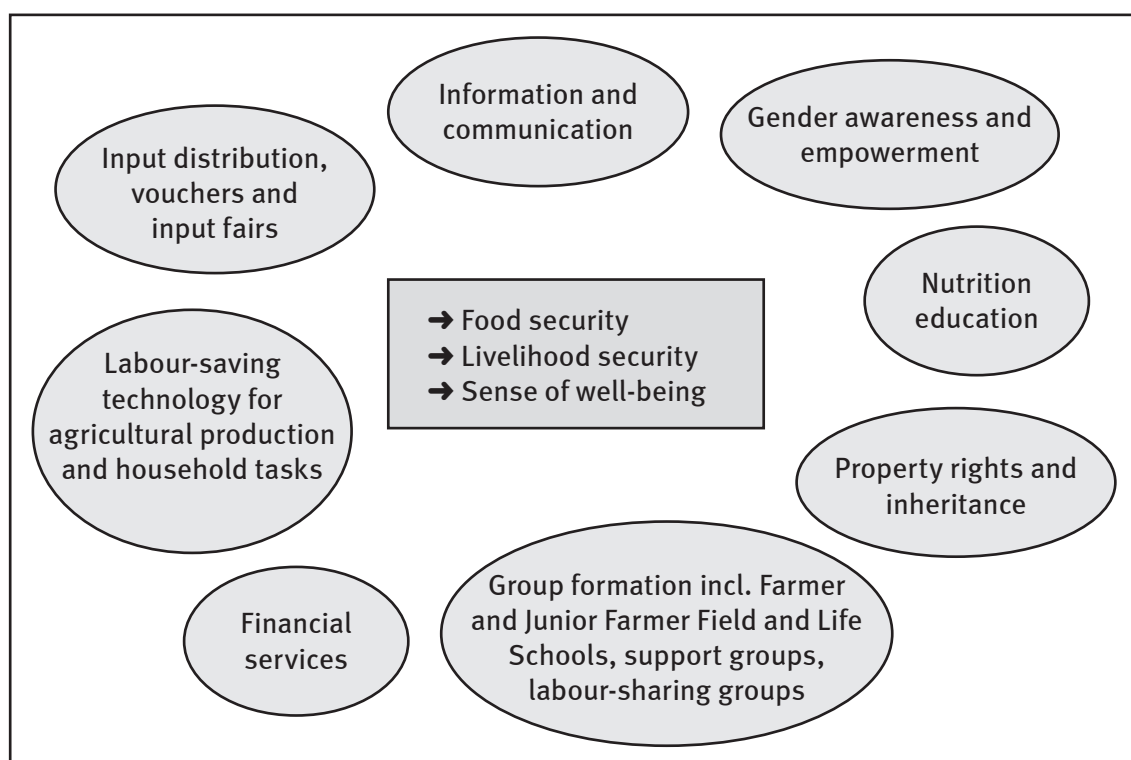 Information and
communication
Gender awareness and
empowerment
Input distribution,
vouchers and
input fairs
Nutrition
education
➔ Food security
➔ Livelihood security
➔ Sense of well-being
Labour-saving
technology for
agricultural production
and household tasks
Property rights and
inheritance
Group formation incl. Farmer
and Junior Farmer Field and Life
Schools, support groups,
labour-sharing groups
Financial
services